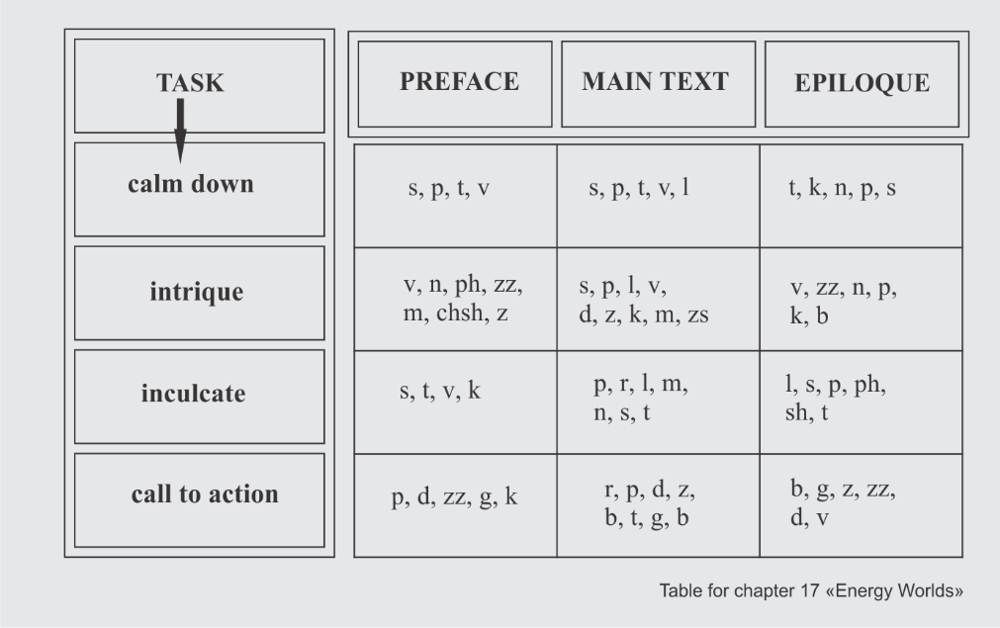 TASK
PREFACE
MAIN TEXT
EPILOQUE
calm down
s, p, t, v
s, p, t, v, l
t, k, n, p, s
intrique
v, n, ph, zz,
m, chsh, z
s, p, l, v,
d, z, k, m, zs
v, zz, n, p,
k, b
inculcate
s, t, v, k
p, r, l, m,
n, s, t
l, s, p, ph,
sh, t
call to action
p, d, zz, g, k
r, p, d, z,
b, t, g, b
b, g, z, zz,
d, v
Table for chapter 17 «Energy Worlds»